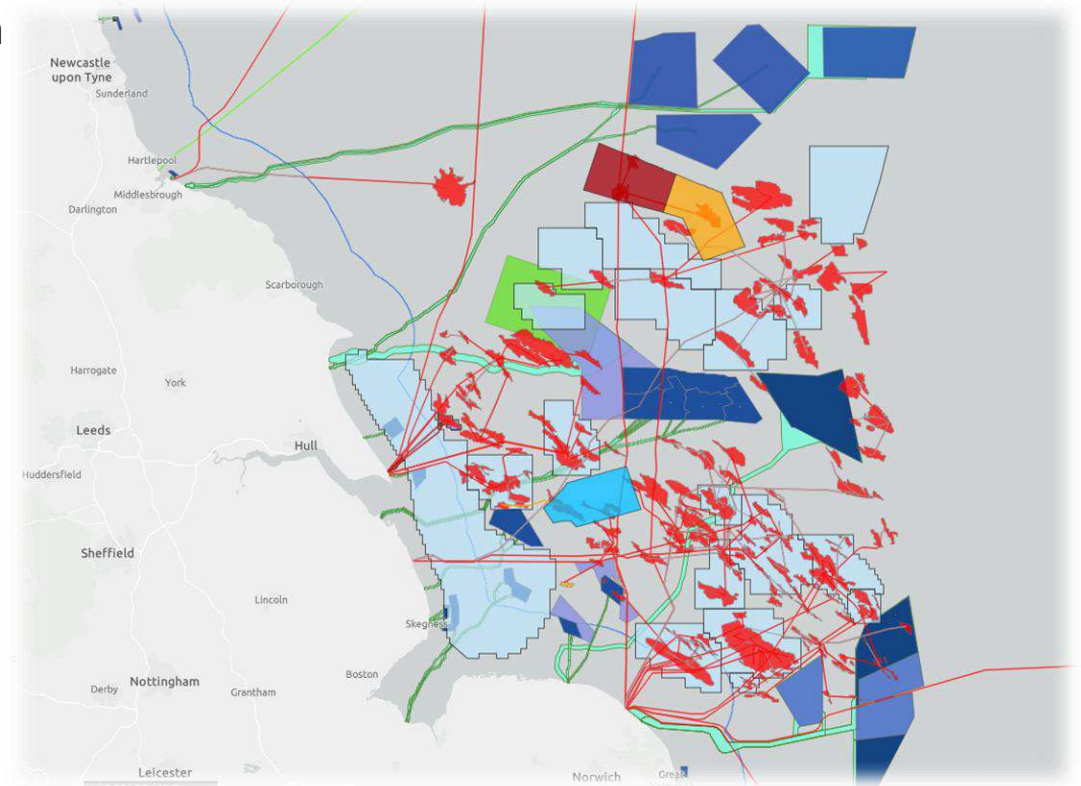 Newcastle
upon Tyne
Sunderland
Hartlepool
Middlesbrough
Darlington
Scarborough
Harrogate
York
Leeds
Hull
Huddersfield
Sheffield
Lincoln
Skegness
Boston
Nottingham
Derby
Grantham
Leicester
Norwich
Great